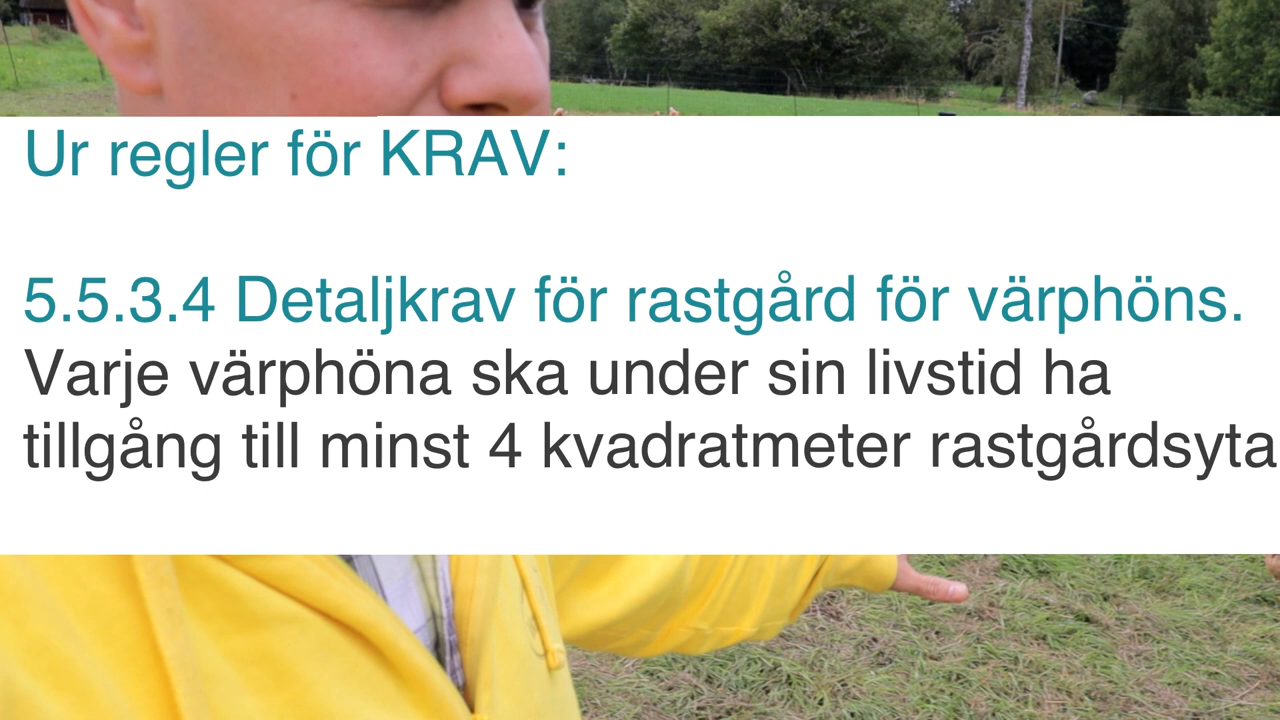 Ur regler för KRAV:
5.5.3.4 Detaljkrav för rastgård för värphöns.
Varje värphöna ska under sin livstid ha
tillgång till minst 4 kvadratmeter rastgårdsyta